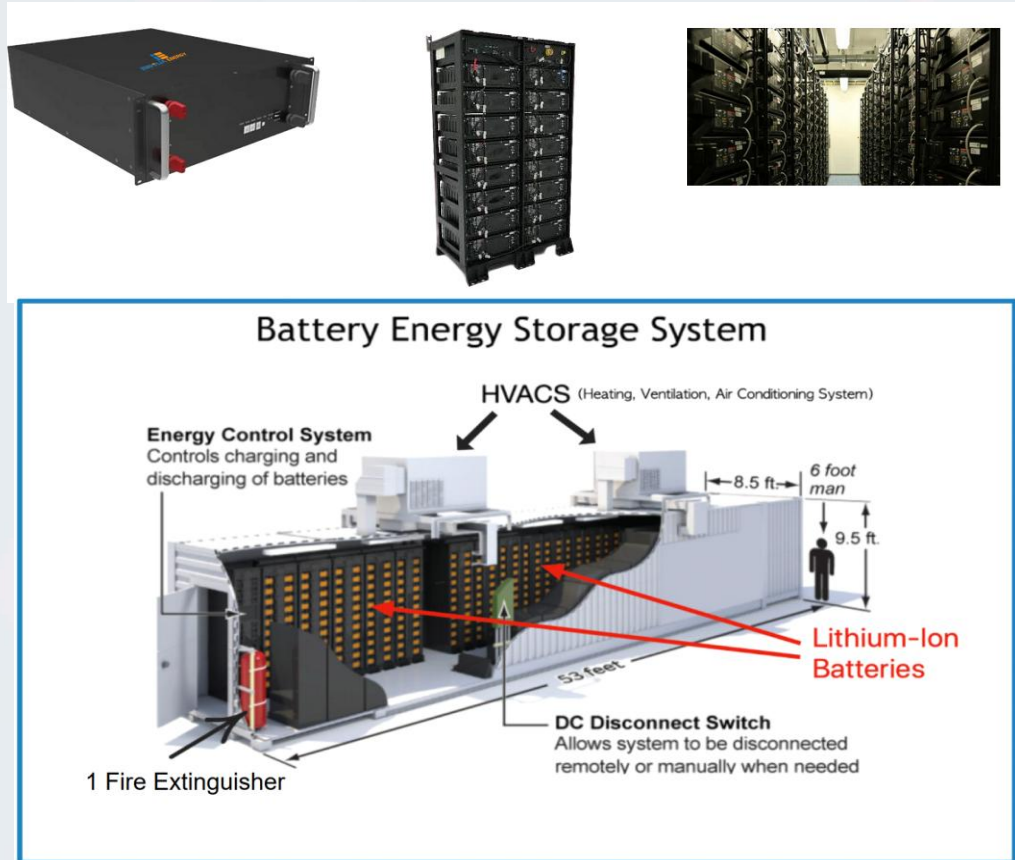 Battery Energy Storage System
HVACS (Heating, Ventilation, Air Conditioning System)
Energy Control System
Controls charging and
discharging of batteries
8.5 ft.
6 foot
man
9.5 ft.
Lithium-Ion
Batteries
53 feet
DC Disconnect Switch
Allows system to be disconnected
remotely or manually when needed
1 Fire Extinguisher